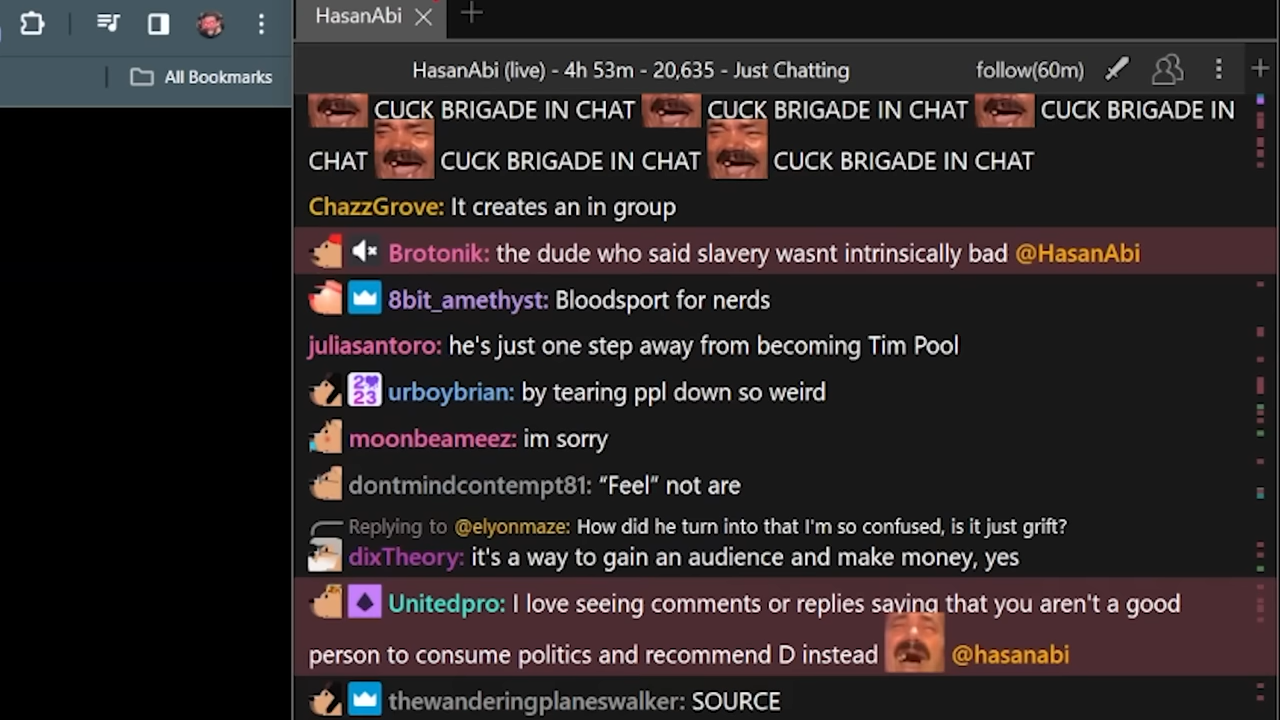 HasanAbi
All Bookmarks
HasanAbi (live) - 4h 53m - 20,635 - Just Chatting
follow(60m)
CUCK BRIGADE IN CHAT CUCK BRIGADE IN CHAT CUCK BRIGADE IN
CHAT CUCK BRIGADE IN CHAT CUCK BRIGADE IN CHAT
ChazzGrove: It creates an in group
Brotonik: the dude who said slavery wasnt intrinsically bad @HasanAbi
8bit_amethyst: Bloodsport for nerds
juliasantoro: he's just one step away from becoming Tim Pool
2 23 urboybrian: by tearing ppl down so weird
moonbeameez: im sorry
dontmindcontempt81: “Feel” not are
Replying to @elyonmaze: How did he turn into that I'm so confused, is it just grift?
dixTheory: it's a way to gain an audience and make money, yes
Unitedpro: I love seeing comments or replies saying that you aren't a good
person to consume politics and recommend D instead @hasanabi
thewanderingplaneswalker: SOURCE